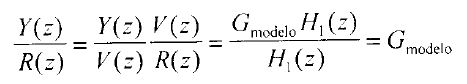 Y(z)/R(z) = Y(z)/V(z) V(z)/R(z) = G_modelo H_1(z)/H_1(z) = G_modelo